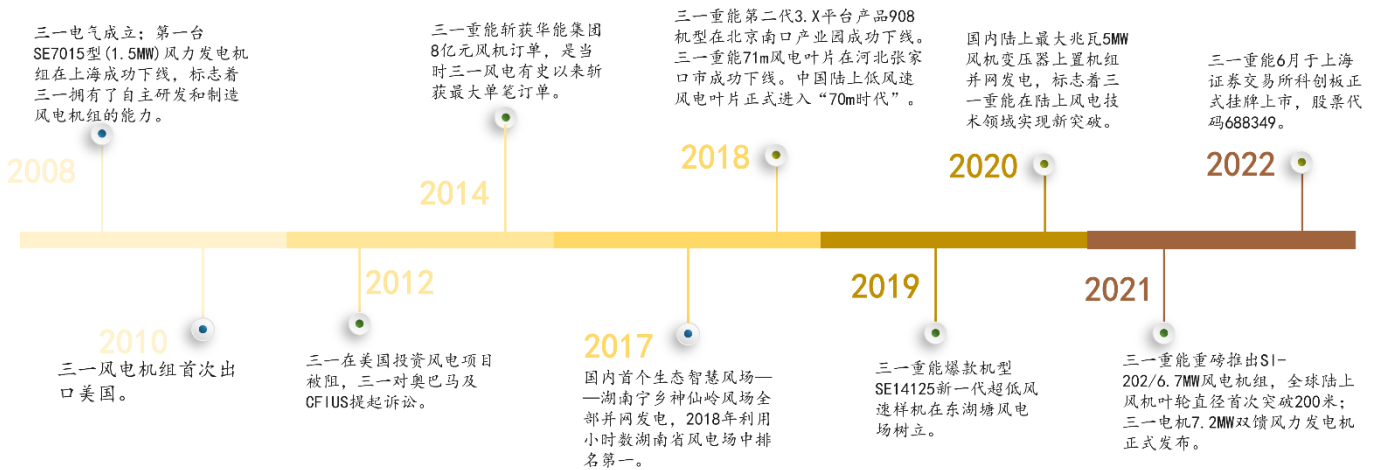 三一电气成立；第一台
SE7015型(1.5MW)风力发电机
组在上海成功下线，标志着
三一拥有了自主研发和制造
风电机组的能力。
2008
三一风电机组首次出
口美国。
2010
2012
三一在美国投资风电项目
被阻，三一对奥巴马及
CFIUS提起诉讼。
三一重能斩获华能集团
8亿元风机订单，是当
时三一风电有史以来斩
获最大单笔订单。
2014
2017
国内首个生态智慧风场—
—湖南宁乡神仙岭风场全
部并网发电，2018年利用
小时数湖南省风电场中排
名第一。
三一重能第二代3.X平台产品908
机型在北京南口产业园成功下线。
三一重能71m风电叶片在河北张家
口市成功下线。中国陆上低风速
风电叶片正式进入“70m时代”。
2018
2019
三一重能爆款机型
SE14125新一代超低风
速样机在东湖塘风电
场树立。
国内陆上最大兆瓦5MW
风机变压器上置机组
并网发电，标志着三
一重能在陆上风电技
术领域实现新突破。
2020
2021
三一重能重磅推出SI-
202/6.7MW风电机组，全球陆上
风机叶轮直径首次突破200米；
三一电机7.2MW双馈风力发电机
正式发布。
三一重能6月于上海
证券交易所科创板正
式挂牌上市，股票代
码688349。
2022